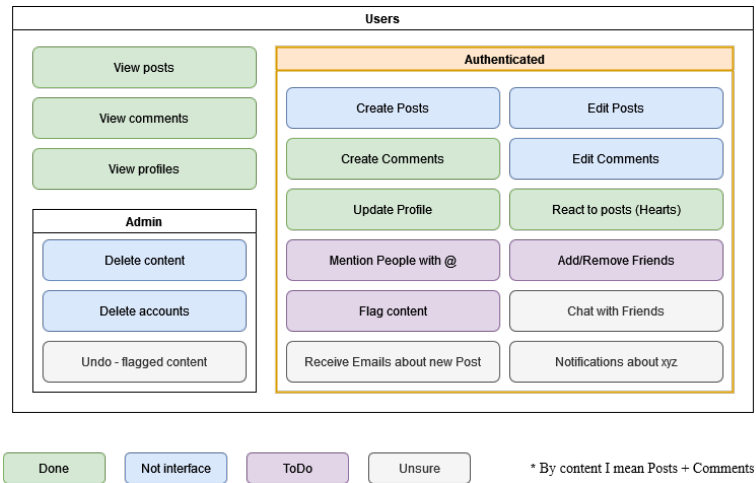 Users
View posts
View comments
View profiles
Admin
Delete content
Delete accounts
Undo - flagged content
Authenticated
Create Posts
Edit Posts
Create Comments
Edit Comments
Update Profile
React to posts (Hearts)
Mention People with @
Add/Remove Friends
Flag content
Chat with Friends
Receive Emails about new Post
Notifications about xyz
Done
Not interface
ToDo
Unsure
* By content I mean Posts + Comments